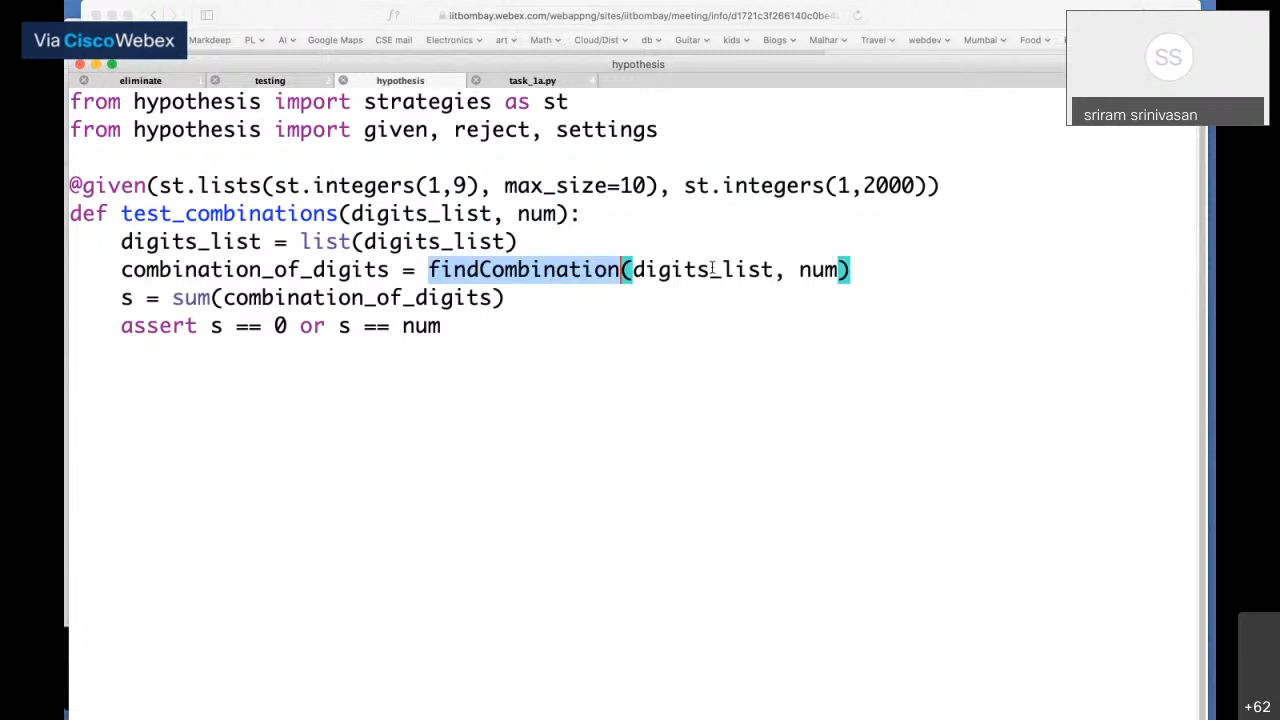 iitbombay.webex.com/webappng/sites/iitbombay/meeting/info/d1721c3f266140c0be4
Via Cisco Webex
Markdeep PL AI Google Maps CSE mail Electronics art Math Cloud/Dist db Guitar kids Blogs Malhar Travel webdev Mumbai Food
SS
sriram srinivasan
hypothesis
eliminate testing hypothesis task_1a.py
from hypothesis import strategies as st
from hypothesis import given, reject, settings
@given(st.lists(st.integers(1,9), max_size=10), st.integers(1,2000))
def test_combinations(digits_list, num):
    digits_list = list(digits_list)
    combination_of_digits = findCombination(digits_list, num)
    s = sum(combination_of_digits)
    assert s == 0 or s == num
+62